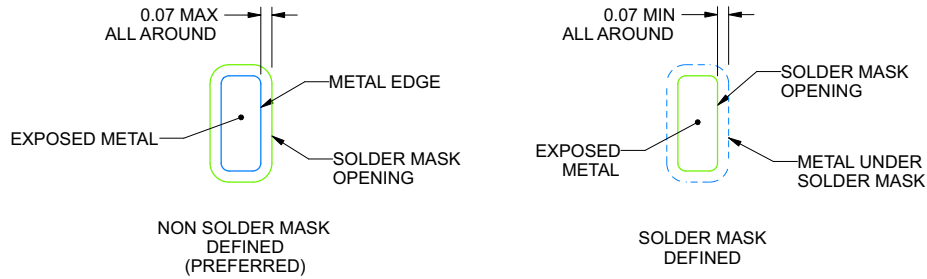 0.07 MAX
ALL AROUND
METAL EDGE
EXPOSED METAL
SOLDER MASK
OPENING
NON SOLDER MASK
DEFINED
(PREFERRED)
0.07 MIN
ALL AROUND
SOLDER MASK
OPENING
EXPOSED
METAL
METAL UNDER
SOLDER MASK
SOLDER MASK
DEFINED